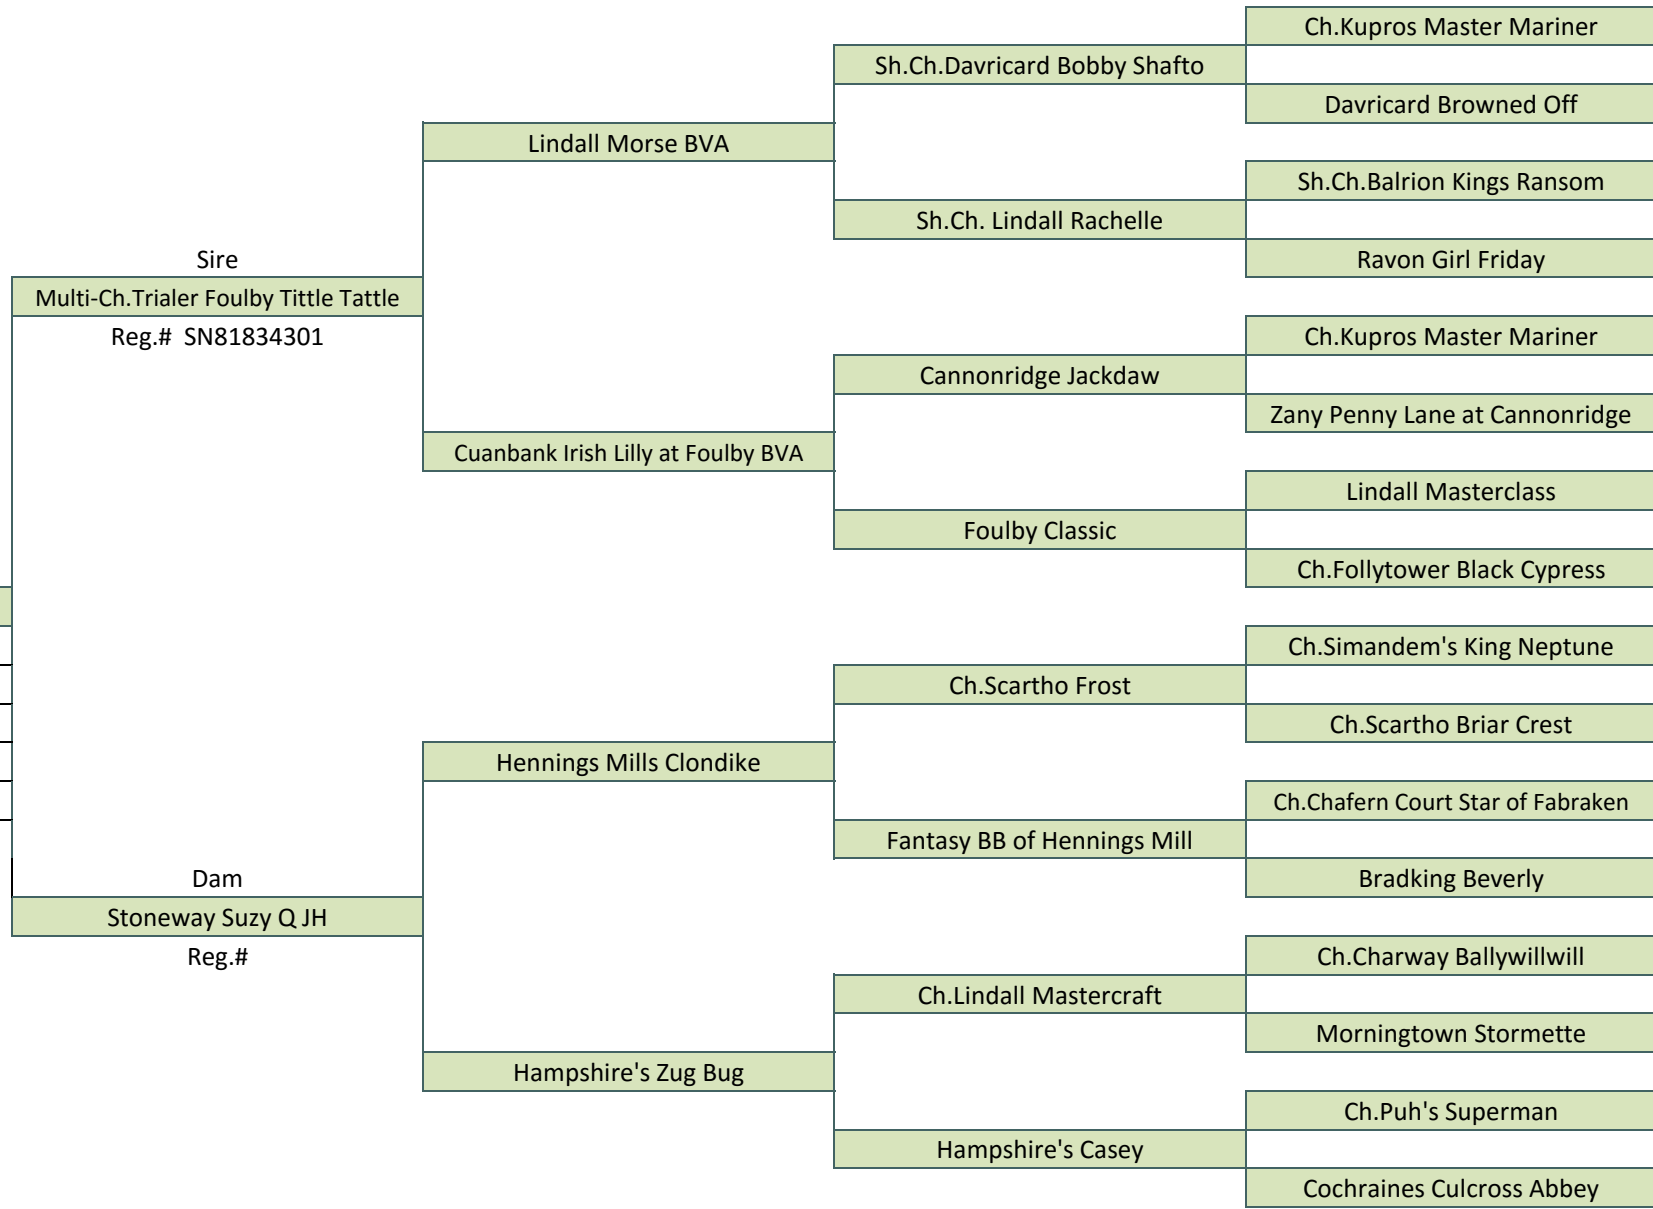 Ch.Kupros Master Mariner
Sh.Ch.Davricard Bobby Shafto
Davricard Browned Off
Lindall Morse BVA
Sh.Ch.Balrion Kings Ransom
Sh.Ch. Lindall Rachelle
Ravon Girl Friday
Sire
Multi-Ch.Trialer Foulby Tittle Tattle
Reg.# SN81834301
Ch.Kupros Master Mariner
Cannonridge Jackdaw
Zany Penny Lane at Cannonridge
Cuanbank Irish Lilly at Foulby BVA
Lindall Masterclass
Foulby Classic
Ch.Follytower Black Cypress
Ch.Simandem's King Neptune
Ch.Scartho Frost
Ch.Scartho Briar Crest
Hennings Mills Clondike
Ch.Chafern Court Star of Fabraken
Fantasy BB of Hennings Mill
Bradking Beverly
Dam
Stoneway Suzy Q JH
Reg.#
Ch.Charway Ballywillwill
Ch.Lindall Mastercraft
Morningtown Stormette
Hampshire's Zug Bug
Ch.Puh's Superman
Hampshire's Casey
Cochraines Culcross Abbey